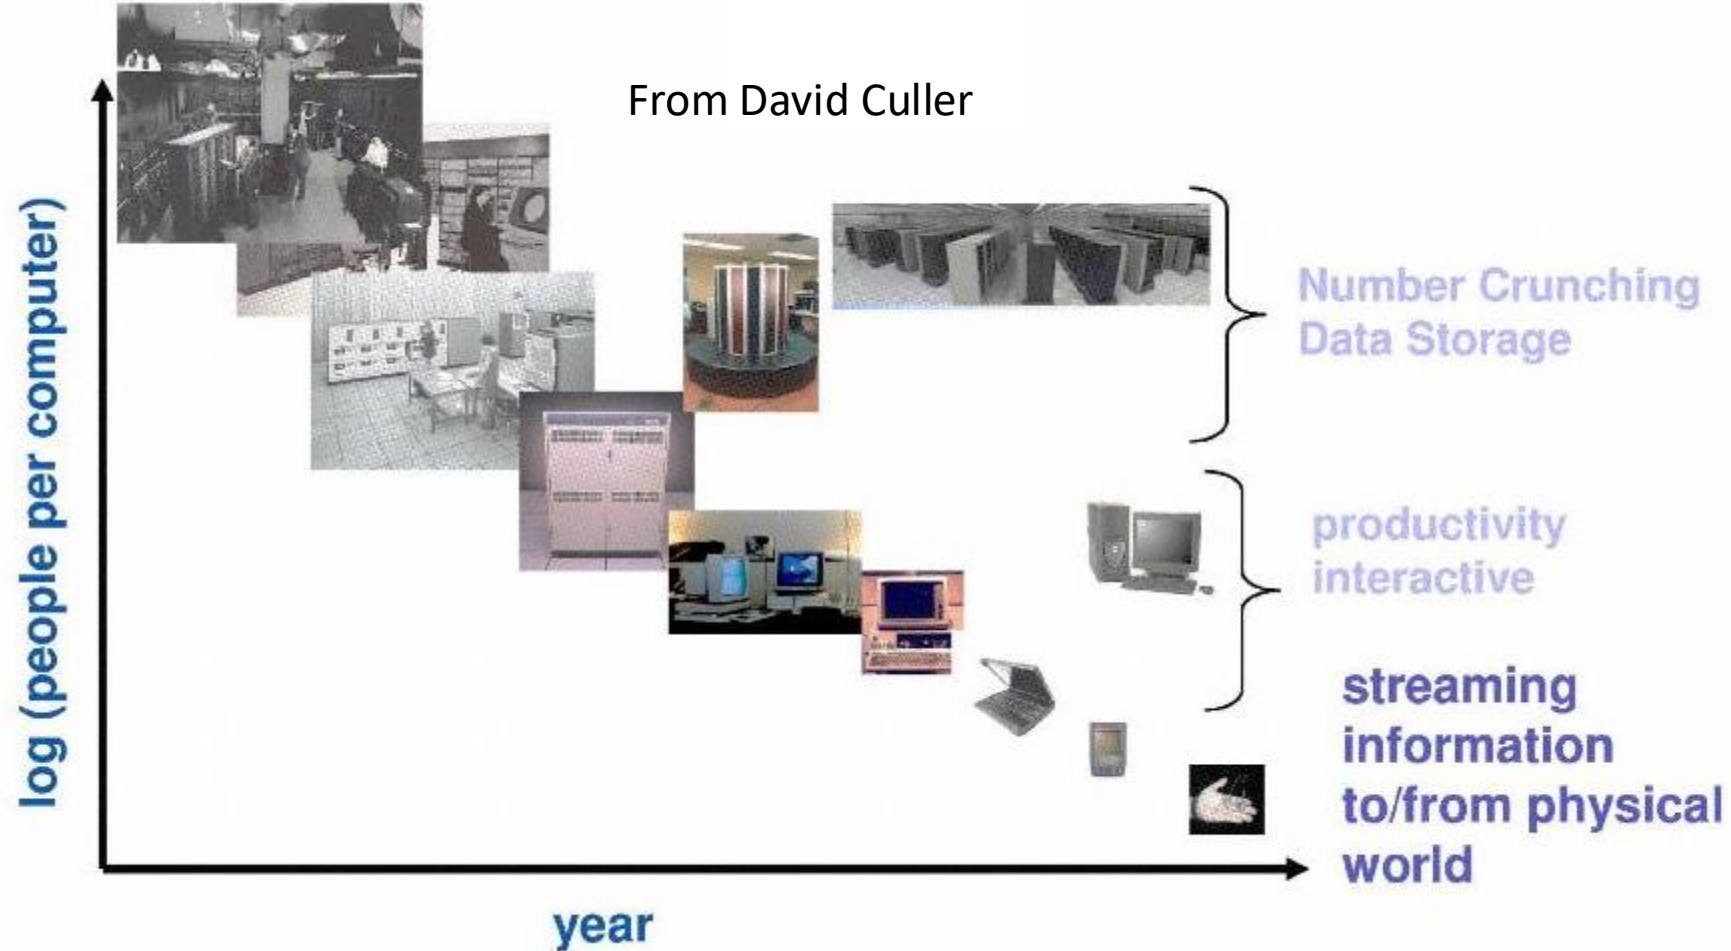 From David Culler
log (people per computer)
Number Crunching
Data Storage
productivity
interactive
streaming
information
to/from physical
world
year